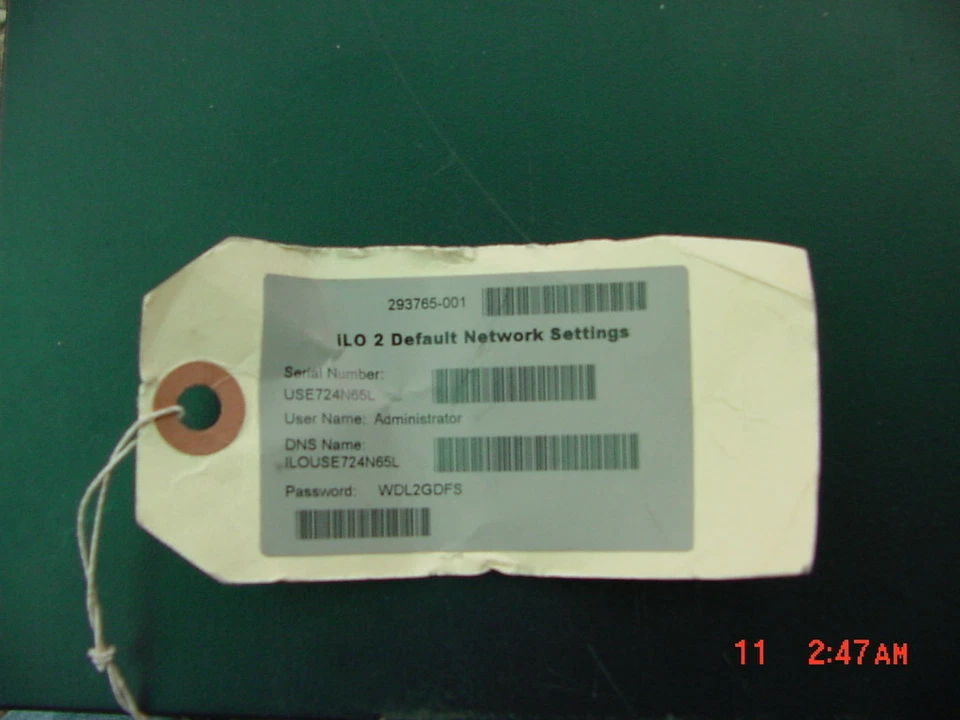 293765-001
iLO 2 Default Network Settings
Serial Number:
USE724N65L
User Name: Administrator
DNS Name:
ILOUSE724N65L
Password: WDL2GDFS
11 2:47AM